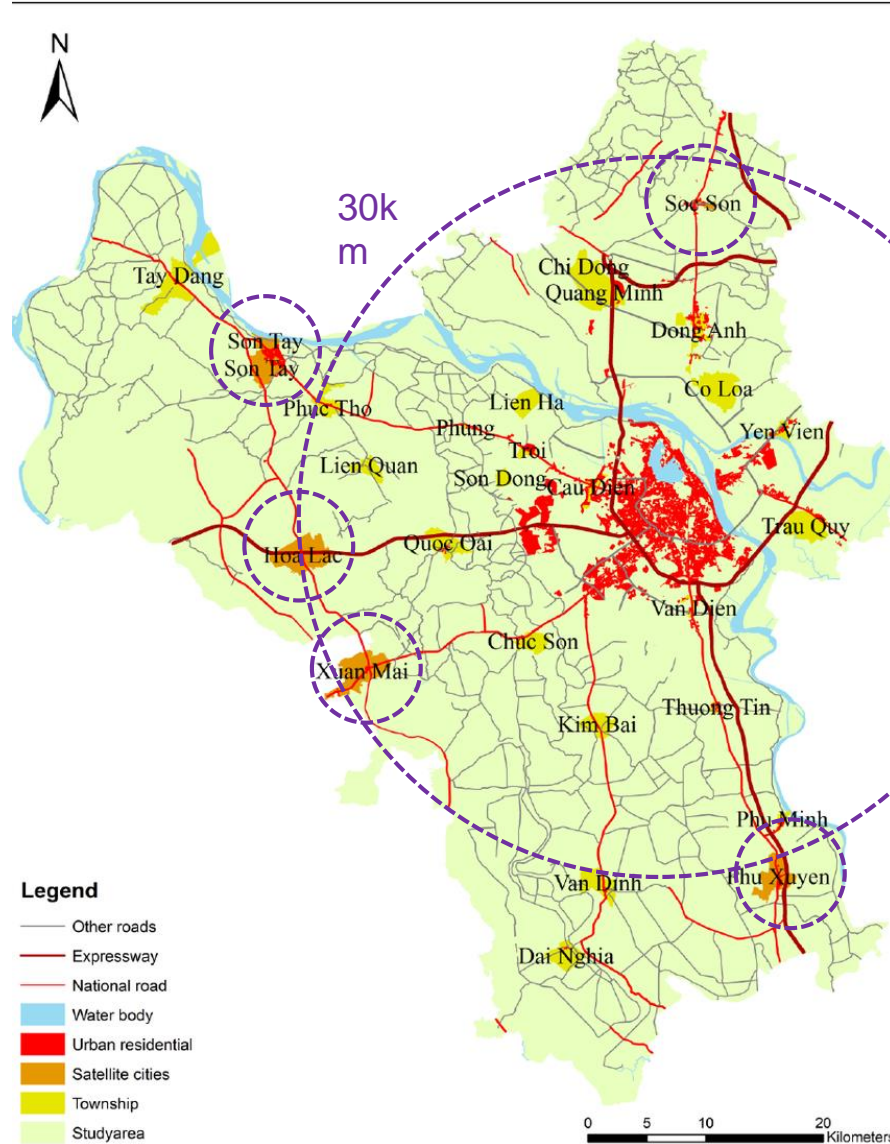 N
30k
m
Soc Son
Chi Dong
Quang Minh
Tay Dang
Dong Anh
Son Tay
Son Tay
Co Loa
Phuc Tho
Lien Ha
Phung
Yen Vien
Troi
Lien Quan
Son Dong
Cau Dien
Trau Quy
Hoa Lac
Quoc Oai
Van Dien
Chuc Son
Xuan Mai
Thuong Tin
Kim Bai
Phu Minh
Van Dinh
Phu Xuyen
Dai Nghia
Legend
Other roads
Expressway
National road
Water body
Urban residential
Satellite cities
Township
Studyarea
0 5 10 20
Kilometers